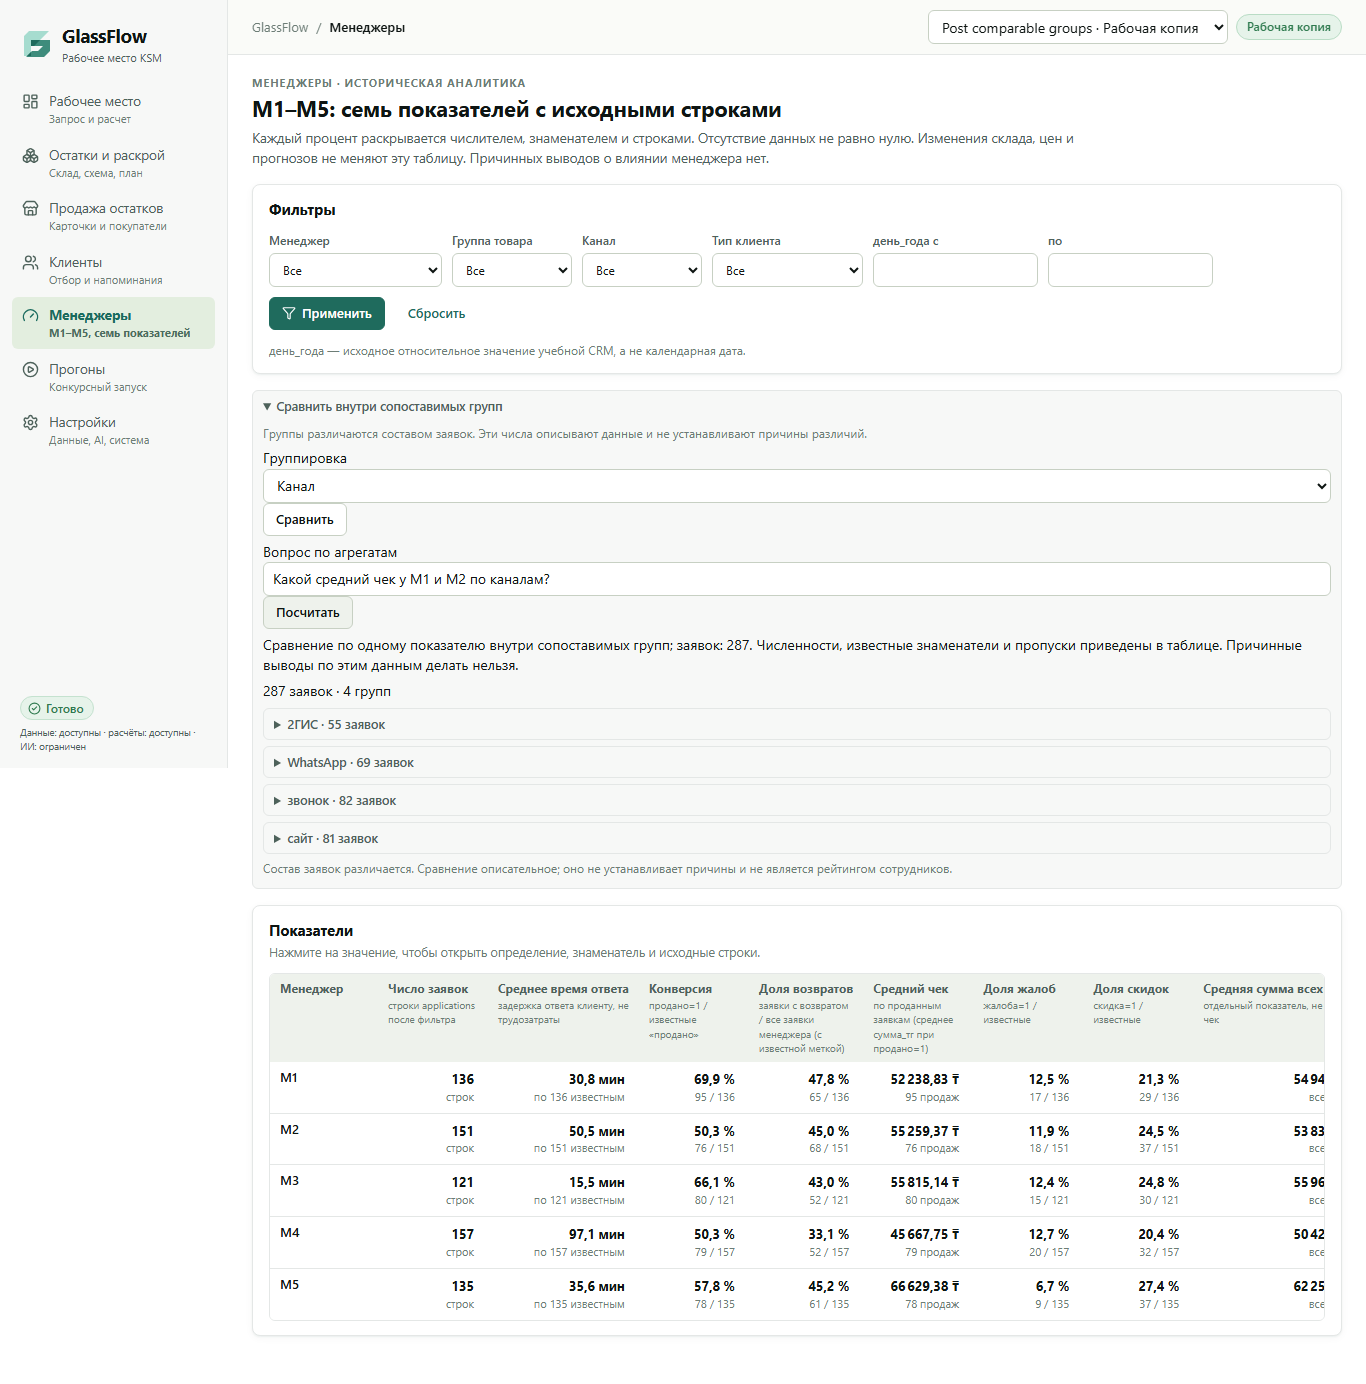 GlassFlow
Рабочее место KSM
Рабочее место
Запрос и расчет
Остатки и раскрой
Склад, схема, план
Продажа остатков
Карточки и покупатели
Клиенты
Отбор и напоминания
Менеджеры
M1–M5, семь показателей
Прогоны
Конкурсный запуск
Настройки
Данные, AI, система
Готово
Данные: доступны · расчёты: доступны ·
ИИ: ограничен
GlassFlow / Менеджеры
Post comparable groups · Рабочая копия
Рабочая копия
МЕНЕДЖЕРЫ · ИСТОРИЧЕСКАЯ АНАЛИТИКА
M1–M5: семь показателей с исходными строками
Каждый процент раскрывается числителем, знаменателем и строками. Отсутствие данных не равно нулю. Изменения склада, цен и
прогнозов не меняют эту таблицу. Причинных выводов о влиянии менеджера нет.
Фильтры
Менеджер Группа товара Канал Тип клиента день_года с по
Все Все Все Все
Применить Сбросить
день_года — исходное относительное значение учебной CRM, а не календарная дата.
▼ Сравнить внутри сопоставимых групп
Группы различаются составом заявок. Эти числа описывают данные и не устанавливают причины различий.
Группировка
Канал
Сравнить
Вопрос по агрегатам
Какой средний чек у M1 и M2 по каналам?
Посчитать
Сравнение по одному показателю внутри сопоставимых групп; заявок: 287. Численности, известные знаменатели и пропуски приведены в таблице. Причинные
выводы по этим данным делать нельзя.
287 заявок · 4 групп
▶ 2ГИС · 55 заявок
▶ WhatsApp · 69 заявок
▶ звонок · 82 заявок
▶ сайт · 81 заявок
Состав заявок различается. Сравнение описательное; оно не устанавливает причины и не является рейтингом сотрудников.
Показатели
Нажмите на значение, чтобы открыть определение, знаменатель и исходные строки.
Менеджер Число заявок Среднее время ответа Конверсия Доля возвратов Средний чек Доля жалоб Доля скидок Средняя сумма всех
строки applications задержка ответа клиенту, не продано=1 / заявки с возвратом по проданным жалоба=1 / скидка=1 / отдельный показатель, не
после фильтра трудозатраты известные / все заявки заявкам (среднее известные известные чек
«продано» менеджера (с сумма_тг при
известной меткой) продано=1)
M1 136 30,8 мин 69,9 % 47,8 % 52 238,83 ₸ 12,5 % 21,3 % 54 94
строк по 136 известным 95 / 136 65 / 136 95 продаж 17 / 136 29 / 136 все
M2 151 50,5 мин 50,3 % 45,0 % 55 259,37 ₸ 11,9 % 24,5 % 53 83
строк по 151 известным 76 / 151 68 / 151 76 продаж 18 / 151 37 / 151 все
M3 121 15,5 мин 66,1 % 43,0 % 55 815,14 ₸ 12,4 % 24,8 % 55 96
строк по 121 известным 80 / 121 52 / 121 80 продаж 15 / 121 30 / 121 все
M4 157 97,1 мин 50,3 % 33,1 % 45 667,75 ₸ 12,7 % 20,4 % 50 42
строк по 157 известным 79 / 157 52 / 157 79 продаж 20 / 157 32 / 157 все
M5 135 35,6 мин 57,8 % 45,2 % 66 629,38 ₸ 6,7 % 27,4 % 62 25
строк по 135 известным 78 / 135 61 / 135 78 продаж 9 / 135 37 / 135 все